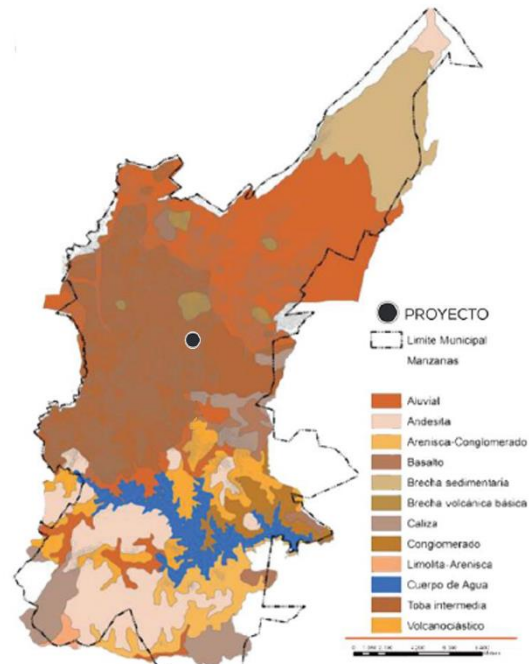 PROYECTO
Limite Municipal
Manzanas
Aluvial
Andesita
Arenisca-Conglomerado
Basalto
Brecha sedimentaria
Brecha volcánica básica
Caliza
Conglomerado
Limolita-Arenisca
Cuerpo de Agua
Toba intermedia
Volcanoclástico